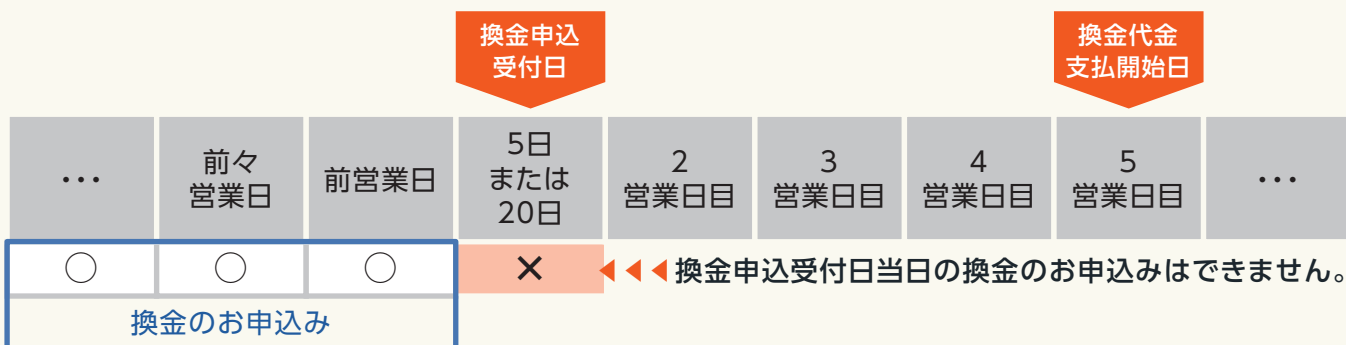 換金申込
受付日
換金代金
支払開始日
…
前々
営業日
前営業日
5日
または
20日
2
営業日目
3
営業日目
4
営業日目
5
営業日目
…
○
○
○
×
◀◀◀換金申込受付日当日の換金のお申込みはできません。
換金のお申込み